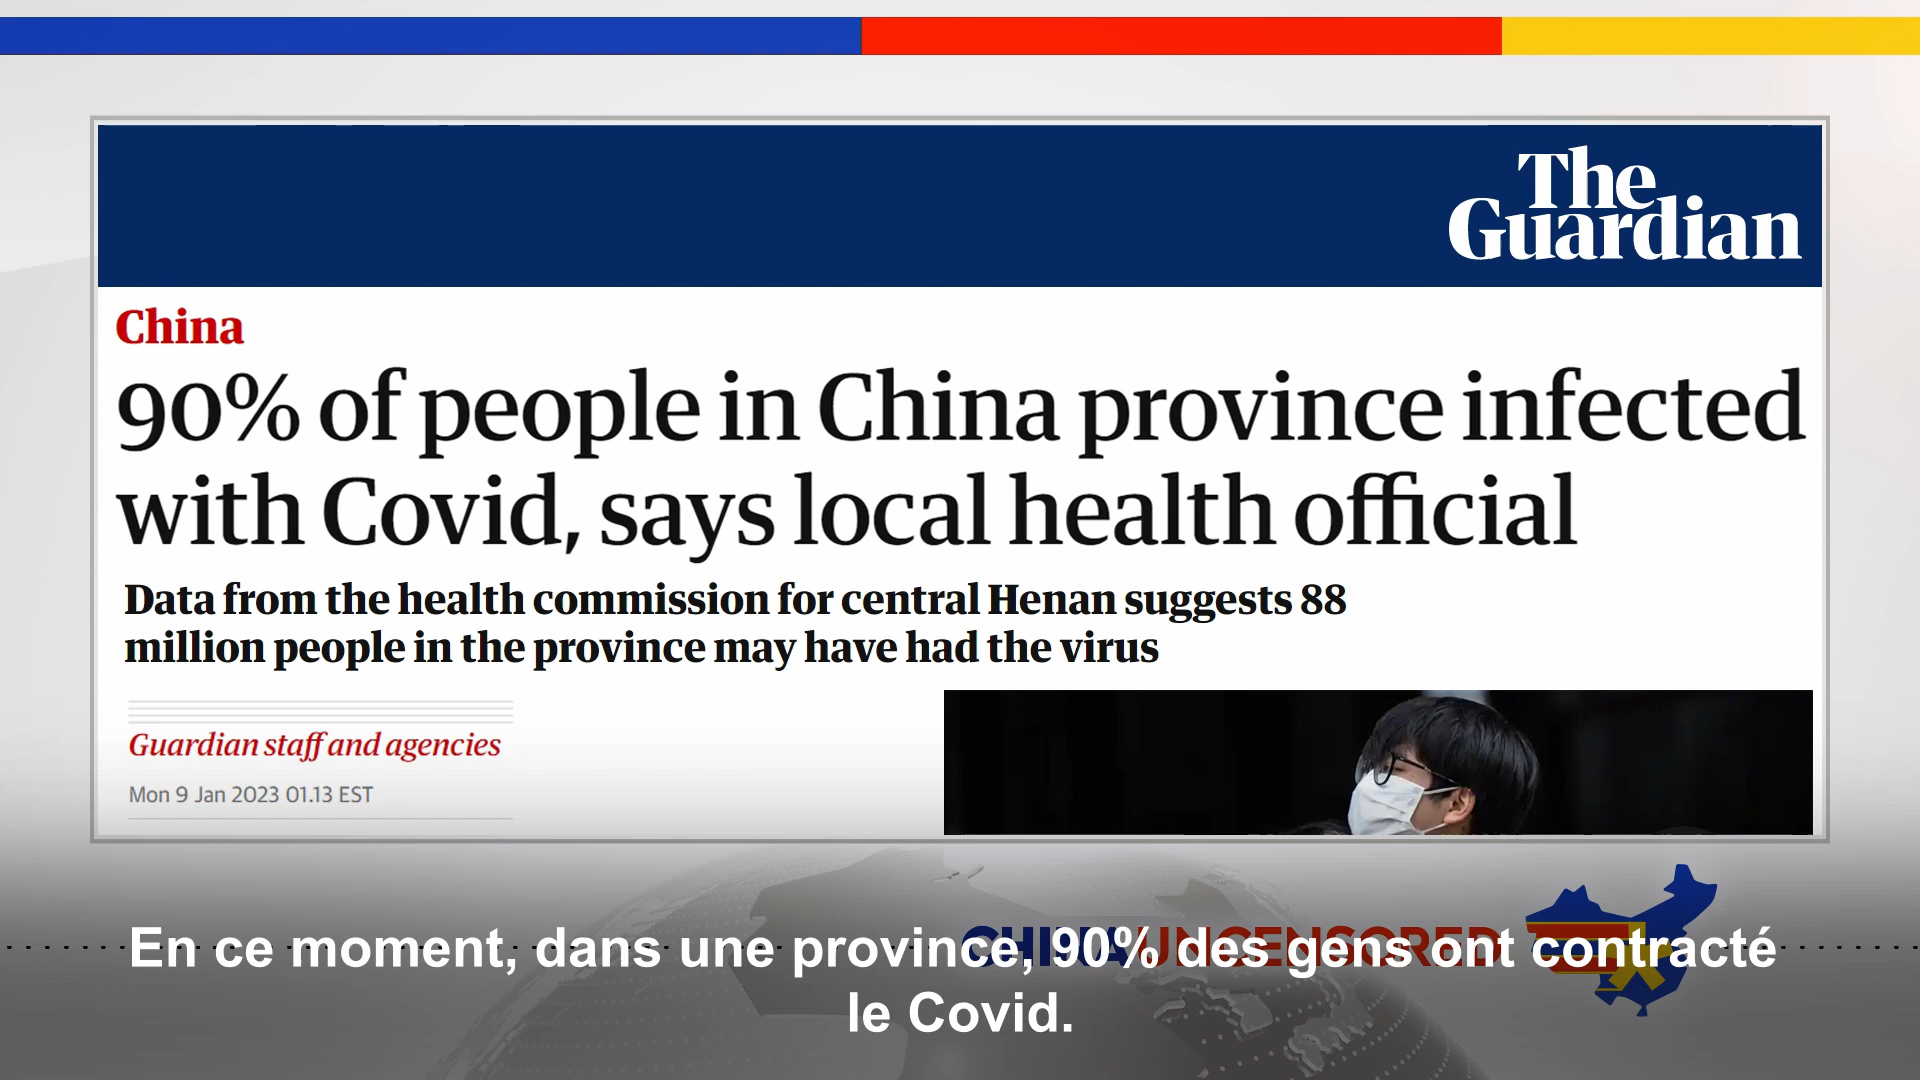 The
Guardian
China
90% of people in China province infected
with Covid, says local health official
Data from the health commission for central Henan suggests 88
million people in the province may have had the virus
Guardian staff and agencies
Mon 9 Jan 2023 01.13 EST
CHINA UNCENSORED
En ce moment, dans une province, 90% des gens ont contracté
le Covid.